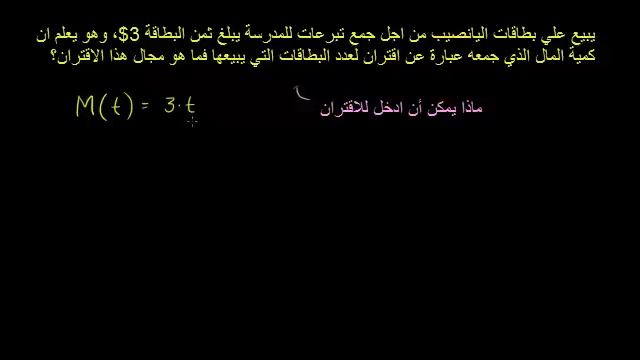 يبيع علي بطاقات اليانصيب من اجل جمع تبرعات للمدرسة يبلغ ثمن البطاقة 3$، وهو يعلم ان
كمية المال الذي جمعه عبارة عن اقتران لعدد البطاقات التي يبيعها فما هو مجال هذا الاقتران؟
ماذا يمكن أن ادخل للاقتران
M(t) = 3·t